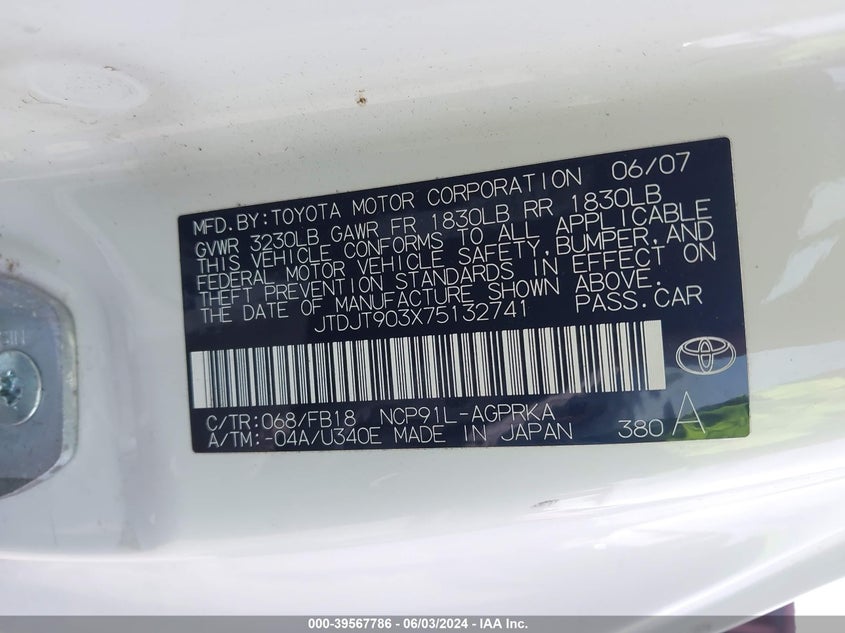 MFD.BY:TOYOTA MOTOR CORPORATION 06/07
GVWR 3230LB GAWR FR 1830LB RR 1830LB
THIS VEHICLE CONFORMS TO ALL APPLICABLE
FEDERAL MOTOR VEHICLE SAFETY,BUMPER,AND
THEFT PREVENTION STANDARDS IN EFFECT ON
THE DATE OF MANUFACTURE SHOWN ABOVE.
JTDJT903X75132741 PASS.CAR
C/TR:068/FB18 NCP91L-AGPRKA
A/TM:-04A/U340E MADE IN JAPAN 380 A
000-39567786 - 06/03/2024 - IAA Inc.